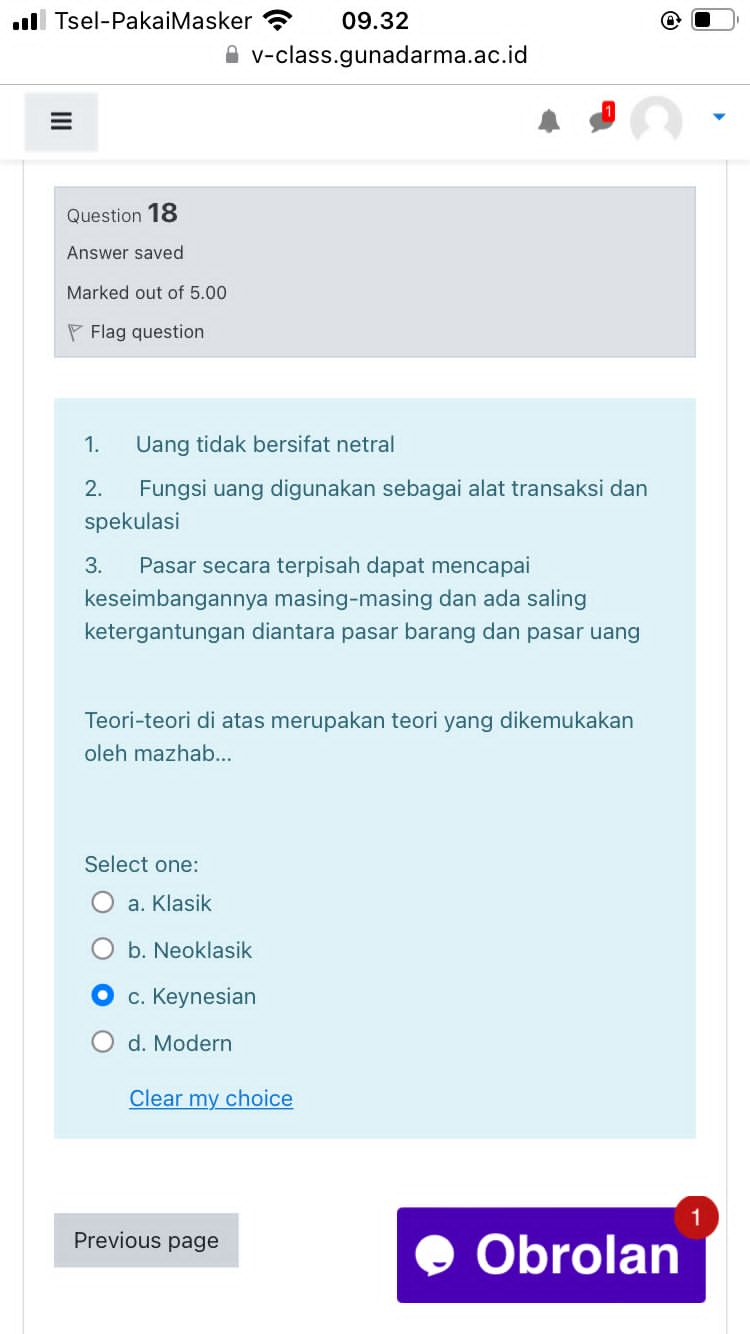 Tsel-PakaiMasker 09.32
v-class.gunadarma.ac.id
1
Question 18
Answer saved
Marked out of 5.00
Flag question
1. Uang tidak bersifat netral
2. Fungsi uang digunakan sebagai alat transaksi dan
spekulasi
3. Pasar secara terpisah dapat mencapai
keseimbangannya masing-masing dan ada saling
ketergantungan diantara pasar barang dan pasar uang
Teori-teori di atas merupakan teori yang dikemukakan
oleh mazhab...
Select one:
a. Klasik
b. Neoklasik
c. Keynesian
d. Modern
Clear my choice
Previous page
1
Obrolan